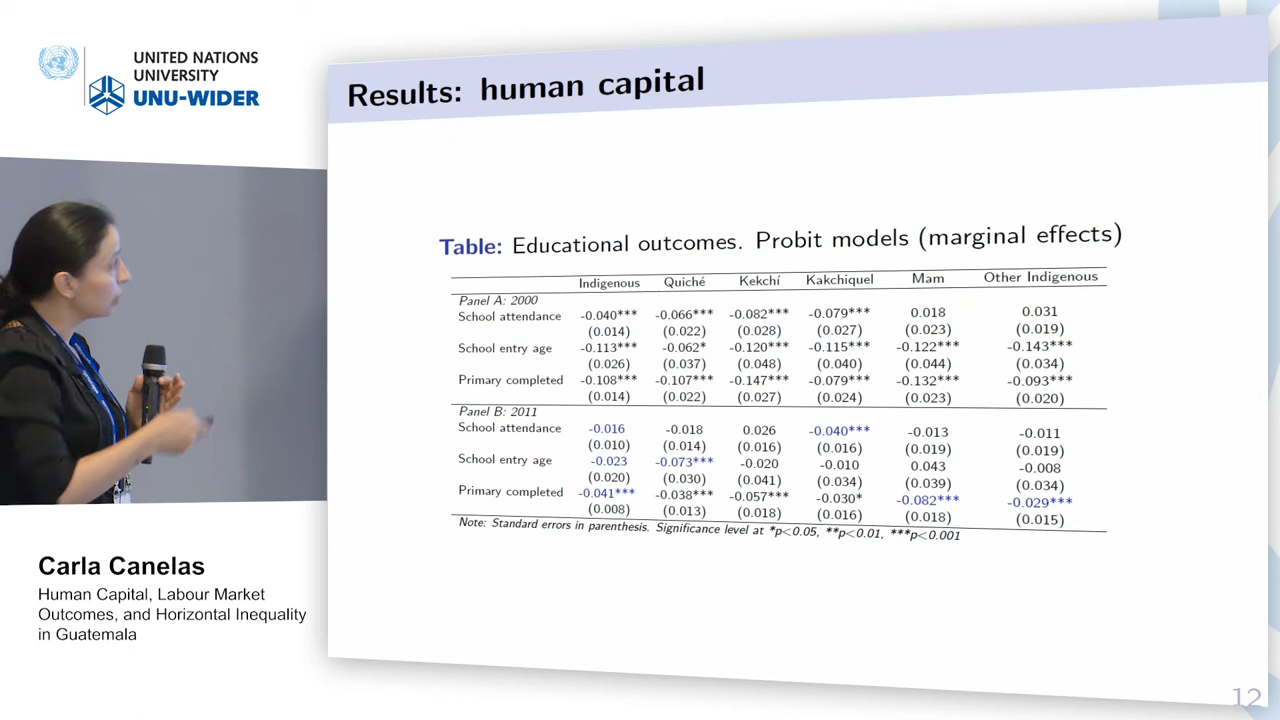 UNITED NATIONS
UNIVERSITY
UNU-WIDER
Results: human capital
Table: Educational outcomes. Probit models (marginal effects)
Indigenous Quiché Kekchí Kakchiquel Mam Other Indigenous
Panel A: 2000
School attendance -0.040*** -0.066*** -0.082*** -0.079*** 0.018 0.031
(0.014) (0.022) (0.028) (0.027) (0.023) (0.019)
School entry age -0.113*** -0.062* -0.120*** -0.115*** -0.122*** -0.143***
(0.026) (0.037) (0.048) (0.040) (0.044) (0.034)
Primary completed -0.108*** -0.107*** -0.147*** -0.079*** -0.132*** -0.093***
(0.014) (0.022) (0.027) (0.024) (0.023) (0.020)
Panel B: 2011
School attendance -0.016 -0.018 0.026 -0.040*** -0.013 -0.011
(0.010) (0.014) (0.016) (0.016) (0.019) (0.019)
School entry age -0.023 -0.073*** -0.020 -0.010 0.043 -0.008
(0.020) (0.030) (0.041) (0.034) (0.039) (0.034)
Primary completed -0.041*** -0.038*** -0.057*** -0.030* -0.082*** -0.029***
(0.008) (0.013) (0.018) (0.016) (0.018) (0.015)
Note: Standard errors in parenthesis. Significance level at *p<0.05, **p<0.01, ***p<0.001
Carla Canelas
Human Capital, Labour Market
Outcomes, and Horizontal Inequality
in Guatemala
12